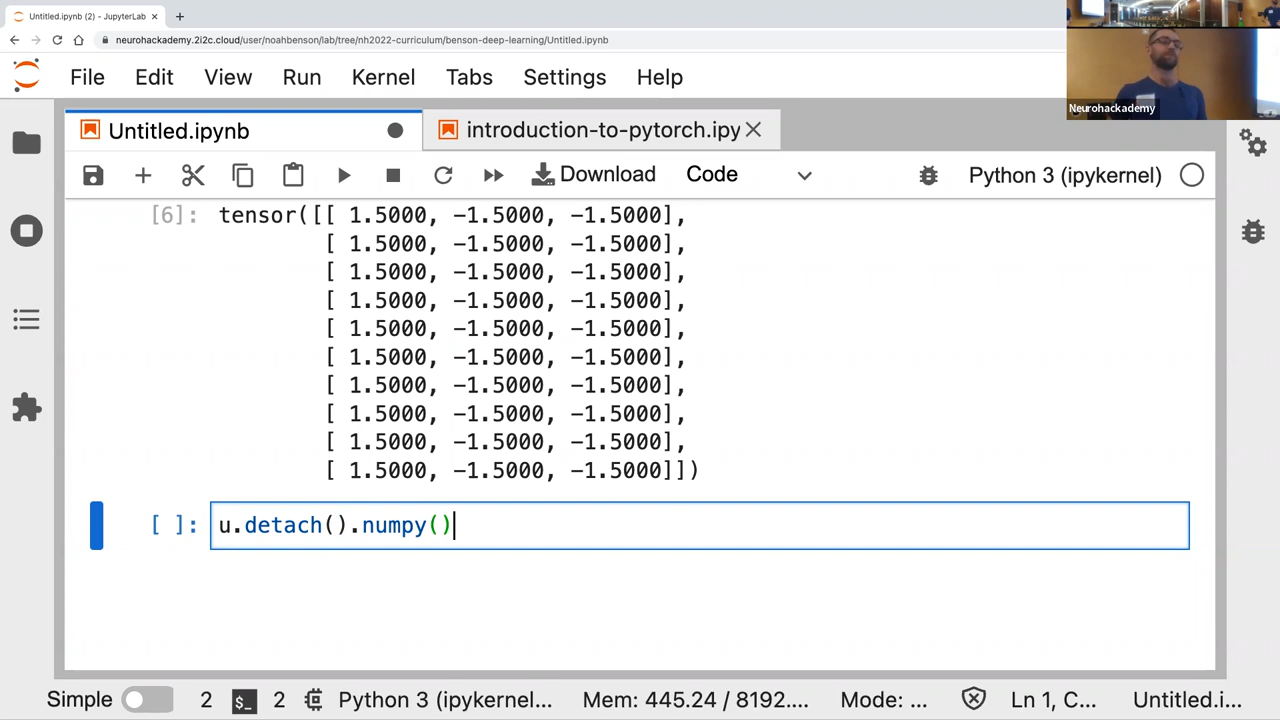 Untitled.ipynb (2) - JupyterLab
neurohackademy.2i2c.cloud/user/noahbenson/lab/tree/nh2022-curriculum/benson-deep-learning/Untitled.ipynb
File Edit View Run Kernel Tabs Settings Help
Neurohackademy
Untitled.ipynb introduction-to-pytorch.ipy
Download Code Python 3 (ipykernel)
[6]: tensor([[ 1.5000, -1.5000, -1.5000],
[ 1.5000, -1.5000, -1.5000],
[ 1.5000, -1.5000, -1.5000],
[ 1.5000, -1.5000, -1.5000],
[ 1.5000, -1.5000, -1.5000],
[ 1.5000, -1.5000, -1.5000],
[ 1.5000, -1.5000, -1.5000],
[ 1.5000, -1.5000, -1.5000],
[ 1.5000, -1.5000, -1.5000],
[ 1.5000, -1.5000, -1.5000]])
[ ]: u.detach().numpy()
Simple 2 $_ 2 Python 3 (ipykernel... Mem: 445.24 / 8192.... Mode: ... Ln 1, C... Untitled.i...